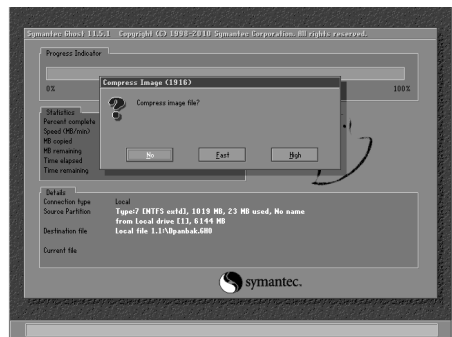 Symantec Ghost 11.5.1 Copyright (C) 1998-2010 Symantec Corporation. All rights reserved.
Progress Indicator
0%
100%
Compress Image (1916)
Compress image file?
No
Fast
High
Statistics
Percent complete
Speed (MB/min)
MB copied
MB remaining
Time elapsed
Time remaining
Details
Connection type Local
Source Partition Type:7 [NTFS extd], 1019 MB, 23 MB used, No name
from Local drive [1], 6144 MB
Destination file Local file 1.1:\Dpanbak.GHO
Current file
symantec.